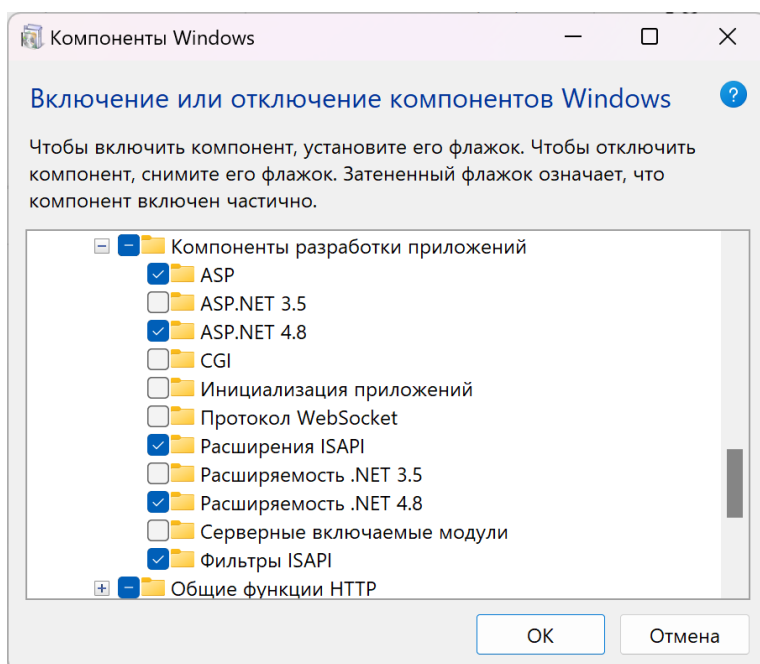 Компоненты Windows
Включение или отключение компонентов Windows
?
Чтобы включить компонент, установите его флажок. Чтобы отключить
компонент, снимите его флажок. Затененный флажок означает, что
компонент включен частично.
Компоненты разработки приложений
ASP
ASP.NET 3.5
ASP.NET 4.8
CGI
Инициализация приложений
Протокол WebSocket
Расширения ISAPI
Расширяемость .NET 3.5
Расширяемость .NET 4.8
Серверные включаемые модули
Фильтры ISAPI
Общие функции HTTP
ОК
Отмена